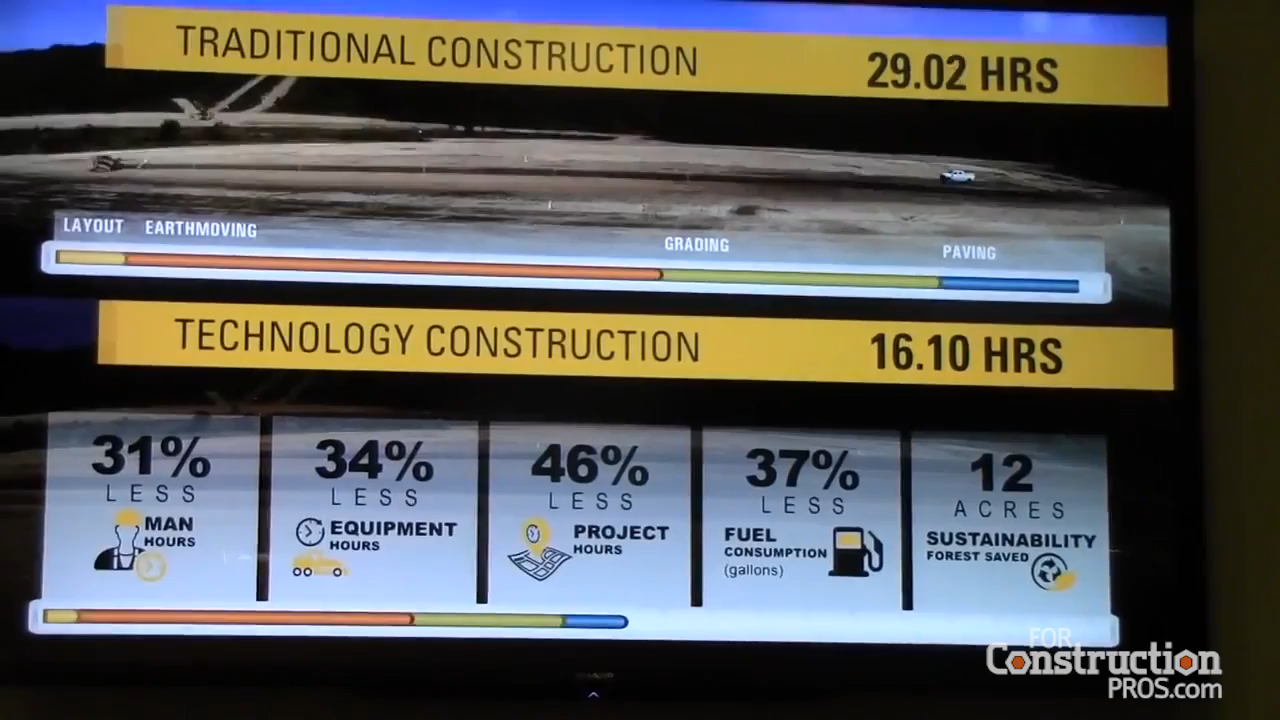 TRADITIONAL CONSTRUCTION 29.02 HRS
LAYOUT EARTHMOVING GRADING PAVING
TECHNOLOGY CONSTRUCTION 16.10 HRS
31%
LESS
MAN
HOURS
34%
LESS
EQUIPMENT
HOURS
46%
LESS
PROJECT
HOURS
37%
LESS
FUEL
CONSUMPTION
(gallons)
12
ACRES
SUSTAINABILITY
FOREST SAVED
FOR
Construction
PROS.com